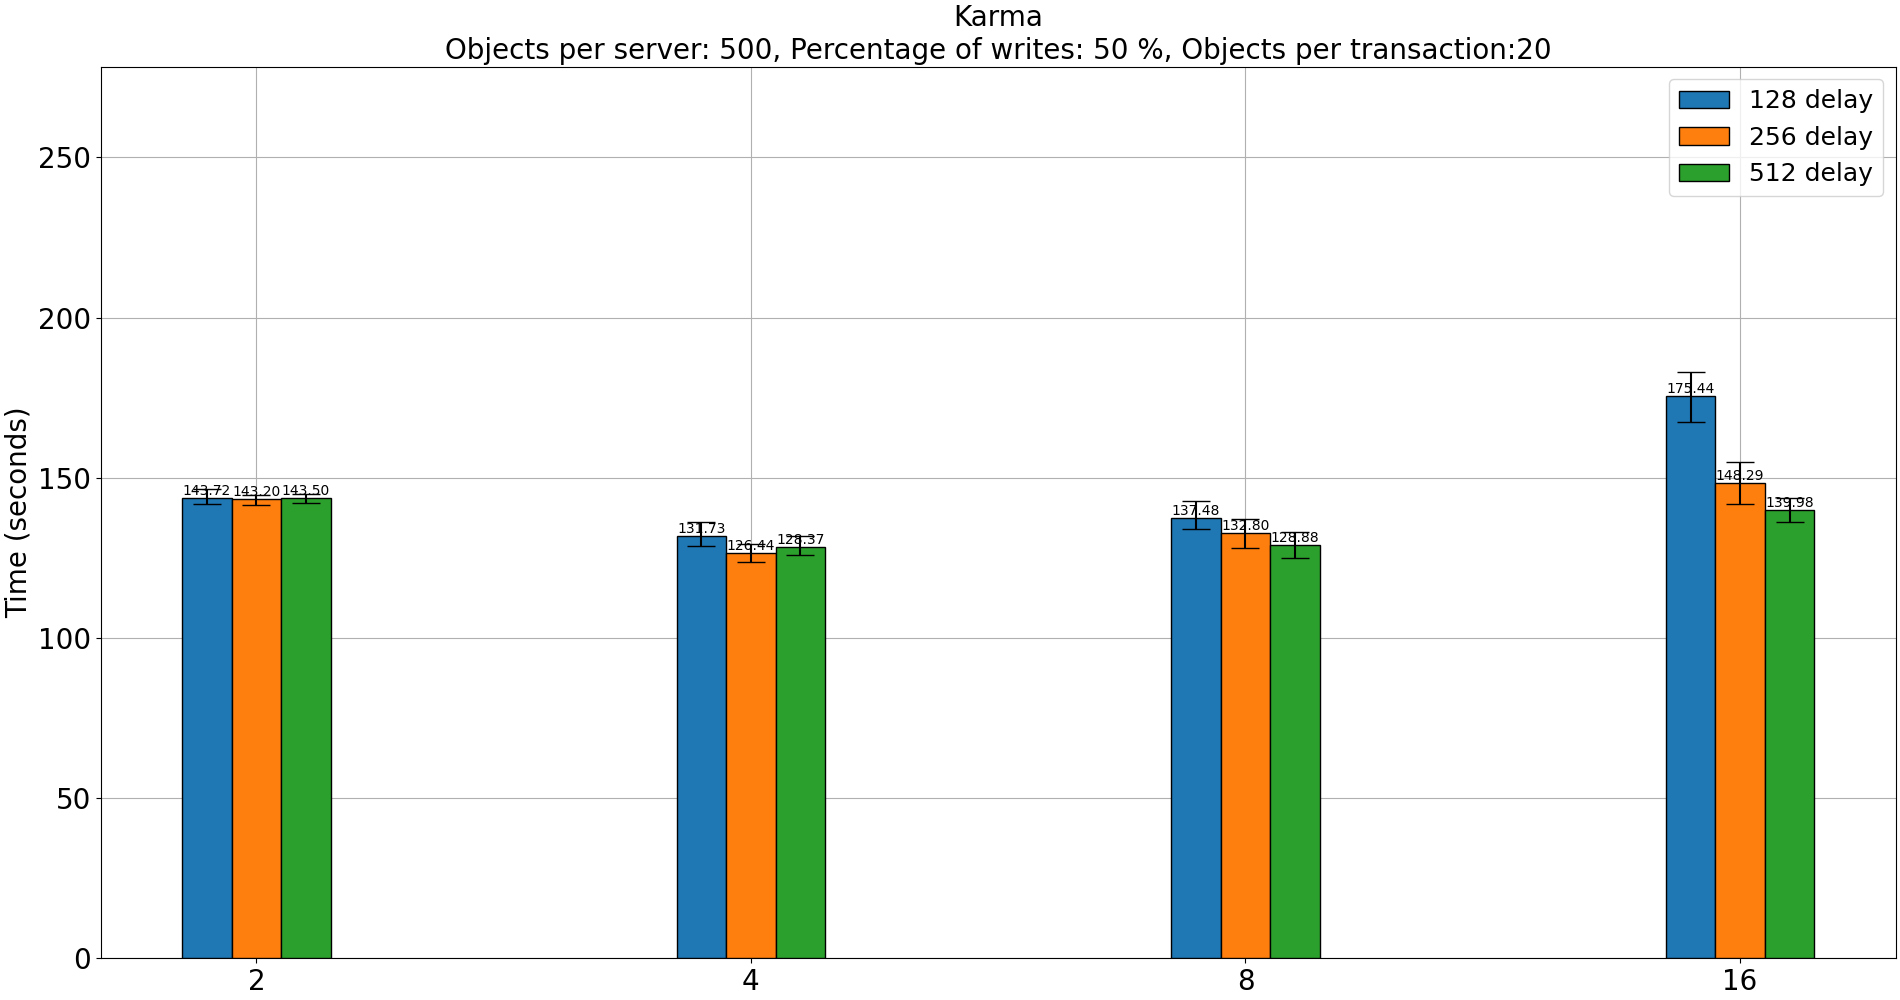 Karma
Objects per server: 500, Percentage of writes: 50 %, Objects per transaction:20
128 delay
256 delay
512 delay
Time (seconds)
250
200
150
100
50
0
143.72 143.20 143.50
131.73 126.44 128.37
137.48 132.80 128.88
175.44 148.29 139.98
2 4 8 16